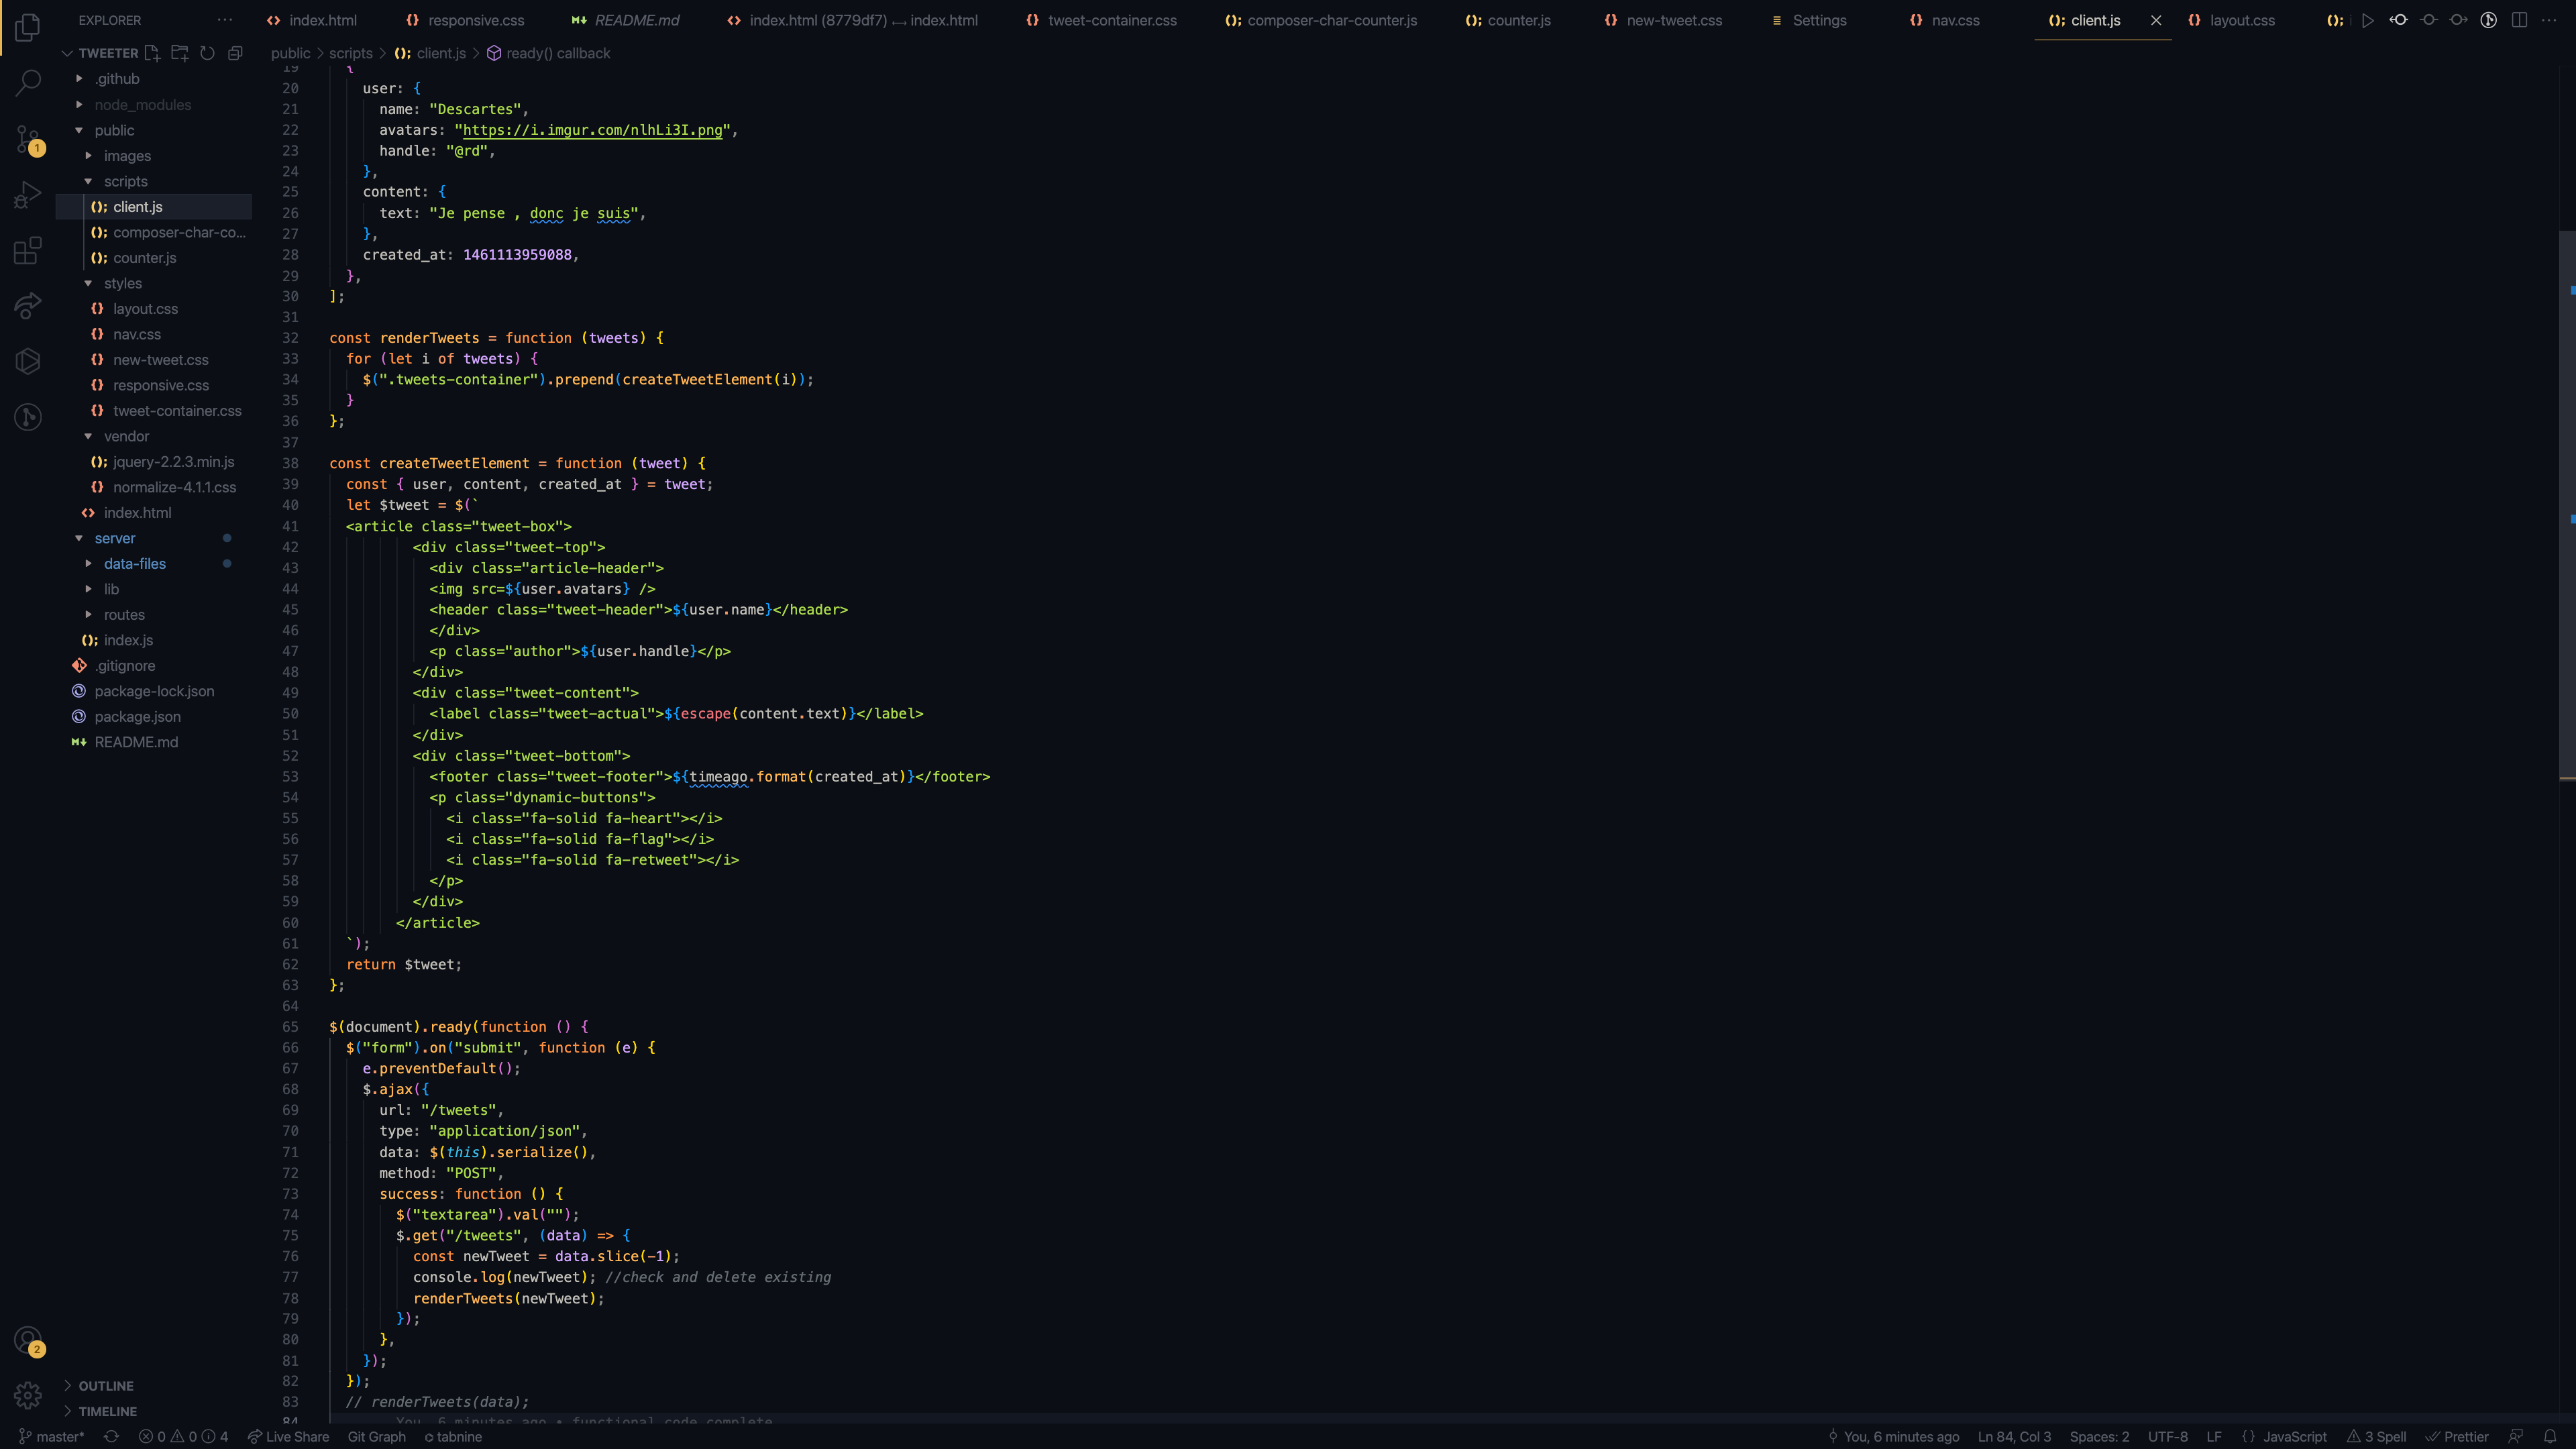 EXPLORER
···
index.html
responsive.css
README.md
index.html (8779df7) ⟷ index.html
tweet-container.css
composer-char-counter.js
counter.js
new-tweet.css
Settings
nav.css
client.js
layout.css
TWEETER
public > scripts > client.js > ready() callback
.github
node_modules
public
images
scripts
client.js
composer-char-co...
counter.js
styles
layout.css
nav.css
new-tweet.css
responsive.css
tweet-container.css
vendor
jquery-2.2.3.min.js
normalize-4.1.1.css
index.html
server
data-files
lib
routes
index.js
.gitignore
package-lock.json
package.json
README.md
1
2
OUTLINE
TIMELINE
19 {
20 user: {
21 name: "Descartes",
22 avatars: "https://i.imgur.com/nlhLi3I.png",
23 handle: "@rd",
24 },
25 content: {
26 text: "Je pense , donc je suis",
27 },
28 created_at: 1461113959088,
29 },
30 ];
31
32 const renderTweets = function (tweets) {
33 for (let i of tweets) {
34 $(".tweets-container").prepend(createTweetElement(i));
35 }
36 };
37
38 const createTweetElement = function (tweet) {
39 const { user, content, created_at } = tweet;
40 let $tweet = $(`
41 <article class="tweet-box">
42 <div class="tweet-top">
43 <div class="article-header">
44 <img src=${user.avatars} />
45 <header class="tweet-header">${user.name}</header>
46 </div>
47 <p class="author">${user.handle}</p>
48 </div>
49 <div class="tweet-content">
50 <label class="tweet-actual">${escape(content.text)}</label>
51 </div>
52 <div class="tweet-bottom">
53 <footer class="tweet-footer">${timeago.format(created_at)}</footer>
54 <p class="dynamic-buttons">
55 <i class="fa-solid fa-heart"></i>
56 <i class="fa-solid fa-flag"></i>
57 <i class="fa-solid fa-retweet"></i>
58 </p>
59 </div>
60 </article>
61 `);
62 return $tweet;
63 };
64
65 $(document).ready(function () {
66 $("form").on("submit", function (e) {
67 e.preventDefault();
68 $.ajax({
69 url: "/tweets",
70 type: "application/json",
71 data: $(this).serialize(),
72 method: "POST",
73 success: function () {
74 $("textarea").val("");
75 $.get("/tweets", (data) => {
76 const newTweet = data.slice(-1);
77 console.log(newTweet); //check and delete existing
78 renderTweets(newTweet);
79 });
80 },
81 });
82 });
83 // renderTweets(data);
84 You, 6 minutes ago • functional code complete
master* 0 0 4 Live Share Git Graph tabnine
You, 6 minutes ago Ln 84, Col 3 Spaces: 2 UTF-8 LF {} JavaScript 3 Spell Prettier